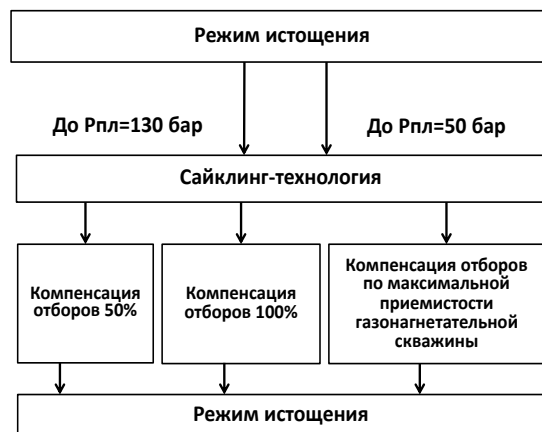 Режим истощения
До Рпл=130 бар
До Рпл=50 бар
Сайклинг-технология
Компенсация
отборов 50%
Компенсация
отборов 100%
Компенсация отборов
по максимальной
приемистости
газонагнетательной
скважины
Режим истощения